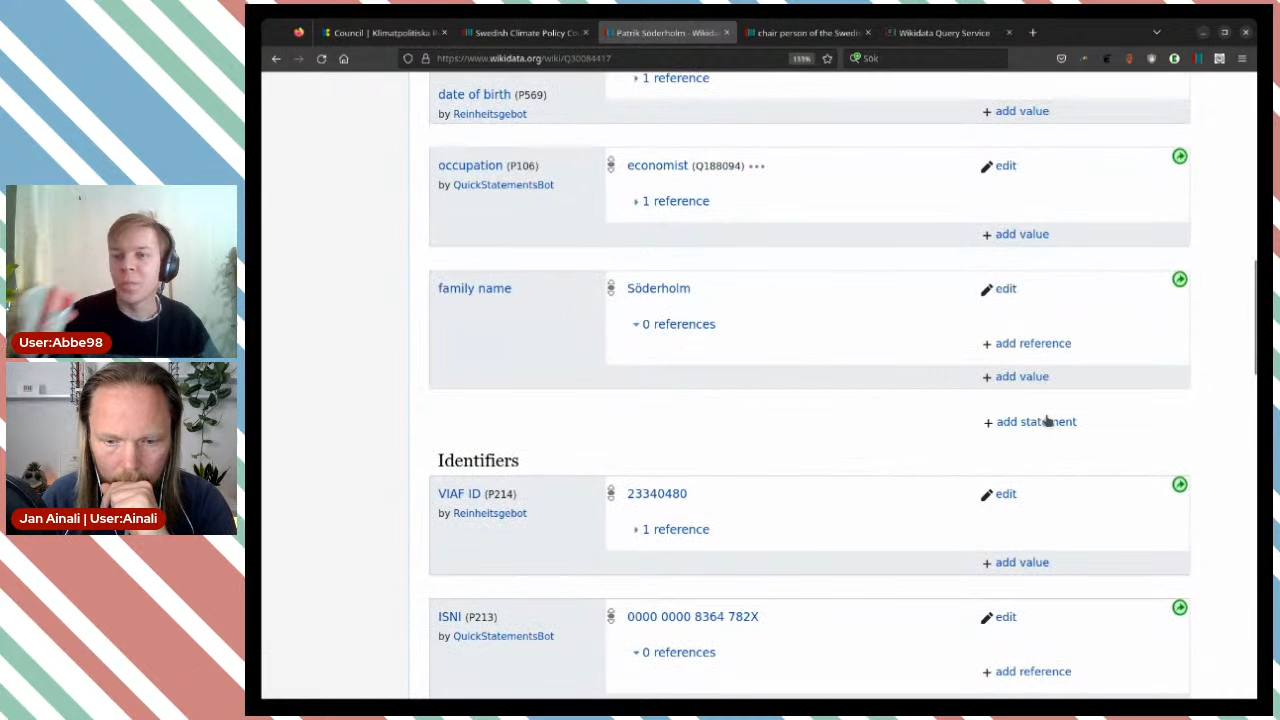 Council | Klimatpolitiska R
Swedish Climate Policy Co
Patrik Söderholm - Wikida
chair person of the Swedis
Wikidata Query Service
https://www.wikidata.org/wiki/Q30084417
133%
Sök
1 reference
date of birth (P569)
by Reinheitsgebot
+ add value
occupation (P106)
by QuickStatementsBot
economist (Q188094) •••
edit
1 reference
+ add value
family name
Söderholm
edit
0 references
+ add reference
+ add value
+ add statement
Identifiers
VIAF ID (P214)
by Reinheitsgebot
23340480
edit
1 reference
+ add value
ISNI (P213)
by QuickStatementsBot
0000 0000 8364 782X
edit
0 references
+ add reference
User:Abbe98
Jan Ainali | User:Ainali